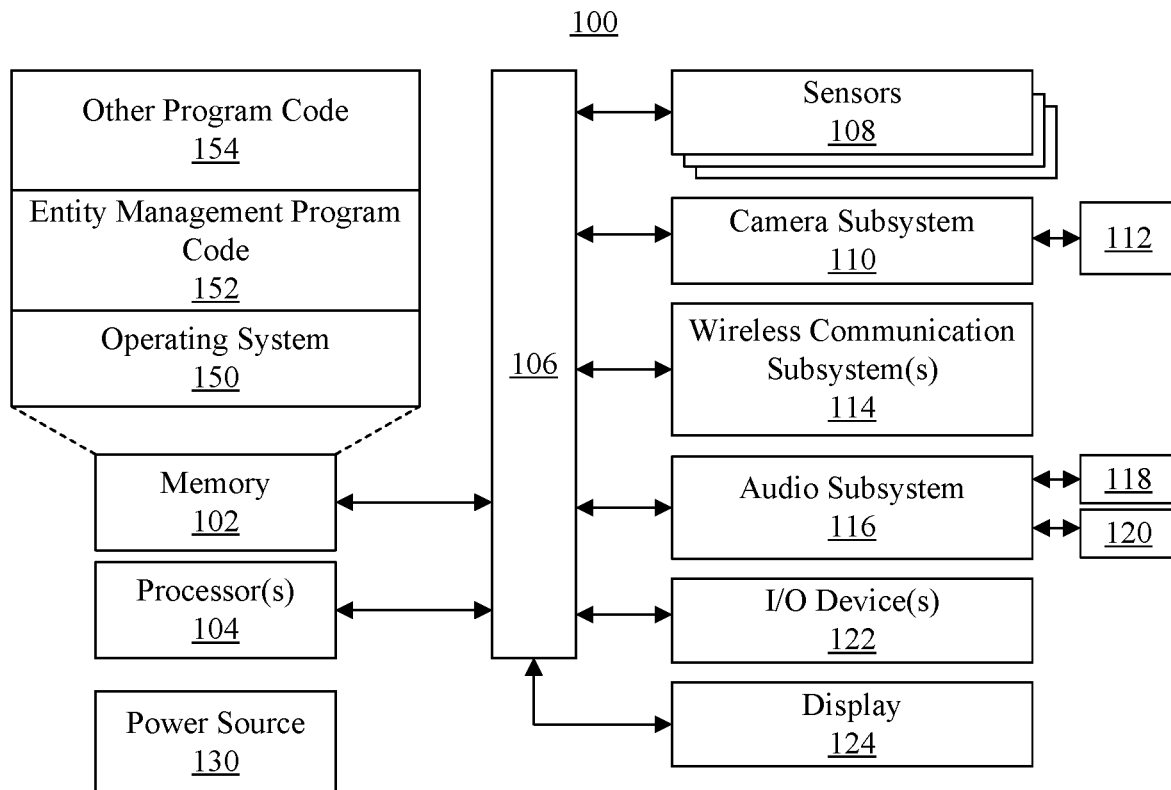 100
Other Program Code
154
Entity Management Program
Code
152
Operating System
150
Memory
102
Processor(s)
104
Power Source
130
106
Sensors
108
Camera Subsystem
110
112
Wireless Communication
Subsystem(s)
114
Audio Subsystem
116
118
120
I/O Device(s)
122
Display
124